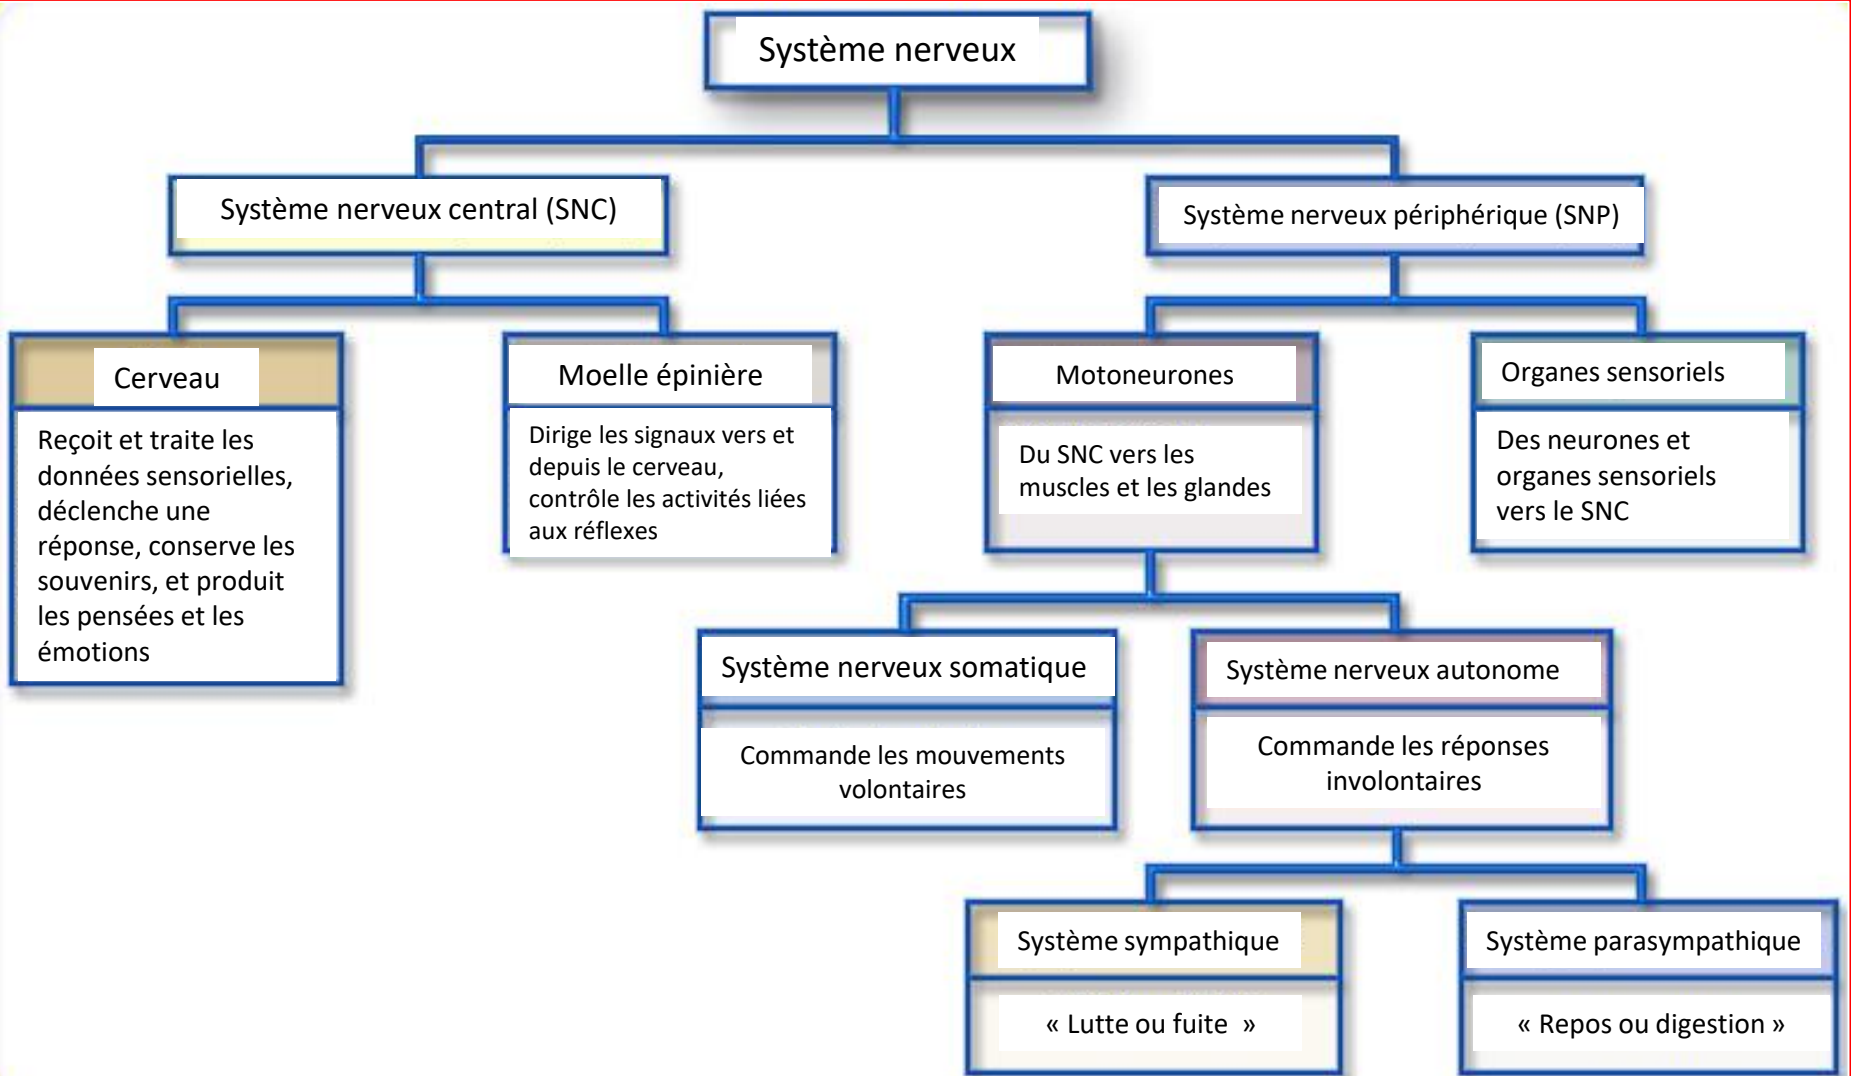 Système nerveux
Système nerveux central (SNC)
Système nerveux périphérique (SNP)
Cerveau
Reçoit et traite les
données sensorielles,
déclenche une
réponse, conserve les
souvenirs, et produit
les pensées et les
émotions
Moelle épinière
Dirige les signaux vers et
depuis le cerveau,
contrôle les activités liées
aux réflexes
Motoneurones
Du SNC vers les
muscles et les glandes
Organes sensoriels
Des neurones et
organes sensoriels
vers le SNC
Système nerveux somatique
Commande les mouvements
volontaires
Système nerveux autonome
Commande les réponses
involontaires
Système sympathique
« Lutte ou fuite  »
Système parasympathique
« Repos ou digestion »